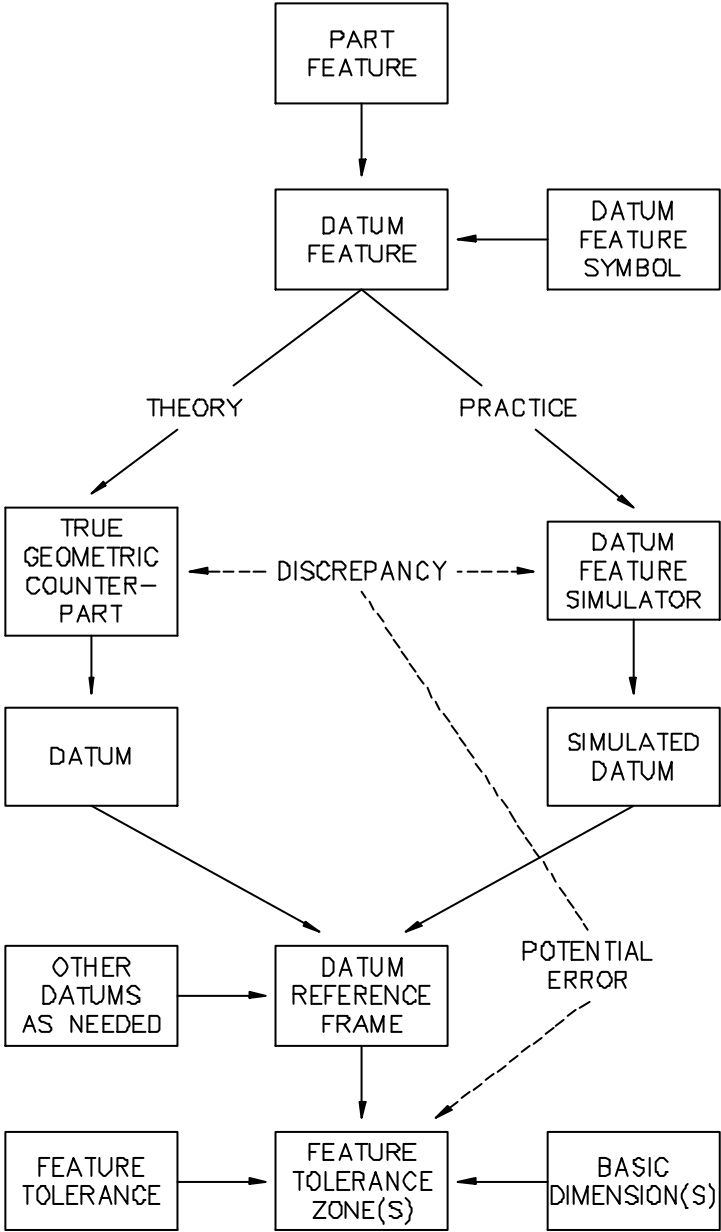 PART
FEATURE
DATUM
FEATURE
DATUM
FEATURE
SYMBOL
THEORY
PRACTICE
TRUE
GEOMETRIC
COUNTER-
PART
DISCREPANCY
DATUM
FEATURE
SIMULATOR
DATUM
SIMULATED
DATUM
OTHER
DATUMS
AS NEEDED
DATUM
REFERENCE
FRAME
POTENTIAL
ERROR
FEATURE
TOLERANCE
FEATURE
TOLERANCE
ZONE(S)
BASIC
DIMENSION(S)